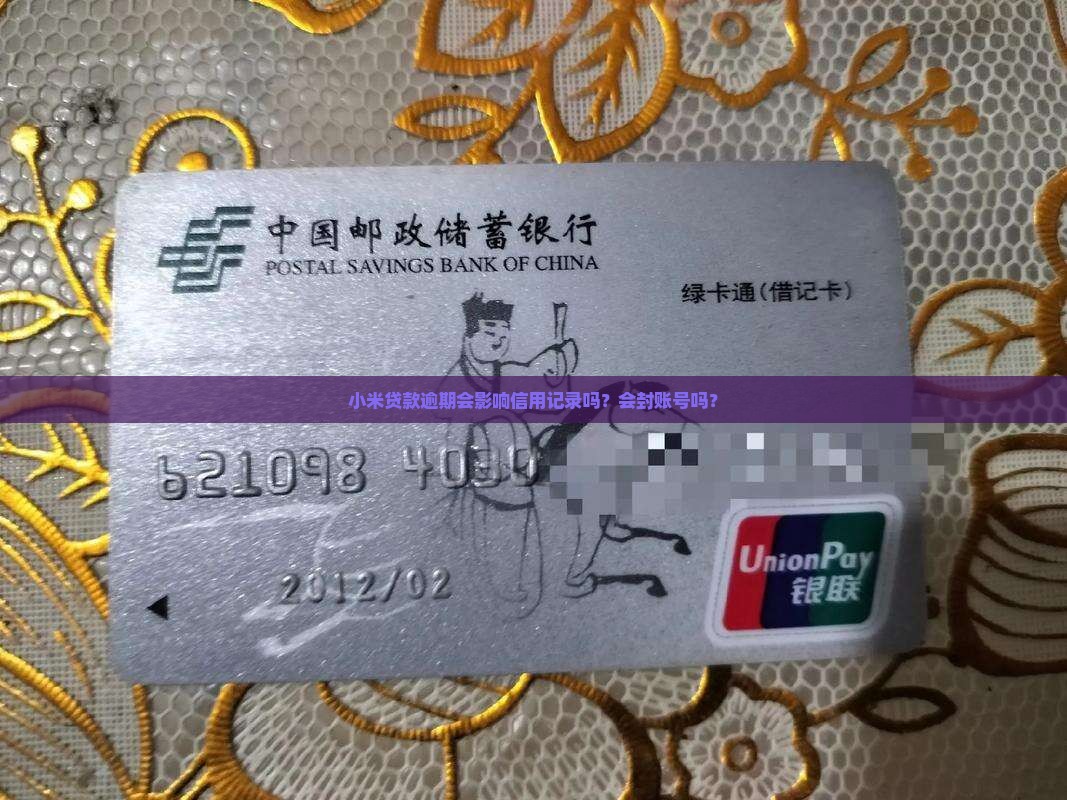 中国邮政储蓄银行
POSTAL SAVINGS BANK OF CHINA
绿卡通(借记卡)
小米贷款逾期会影响信用记录吗？会封账号吗？
621098 4030
2012/02
UnionPay
银联